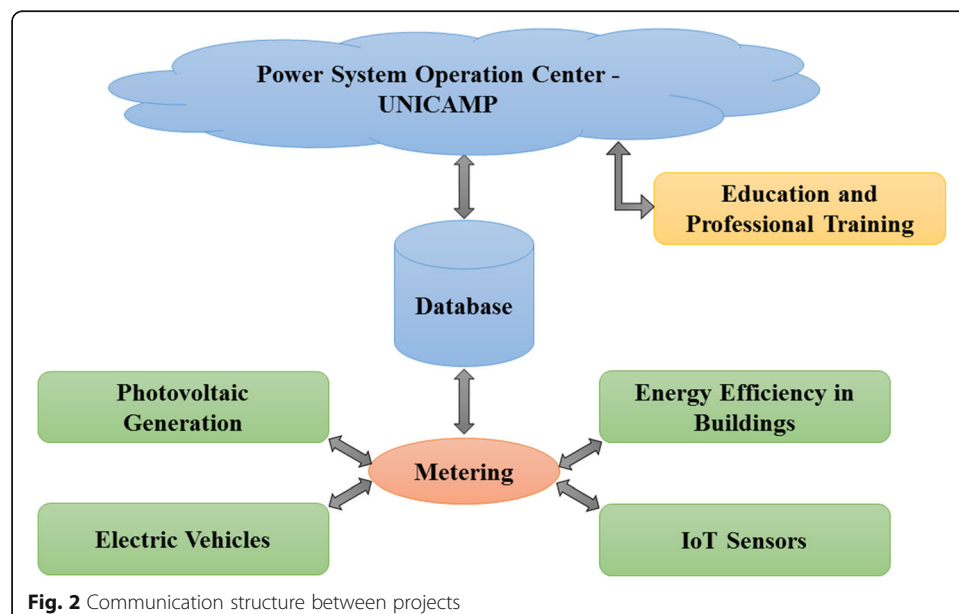 Power System Operation Center -
UNICAMP
Education and
Professional Training
Database
Photovoltaic
Generation
Energy Efficiency in
Buildings
Metering
Electric Vehicles
IoT Sensors
Fig. 2 Communication structure between projects